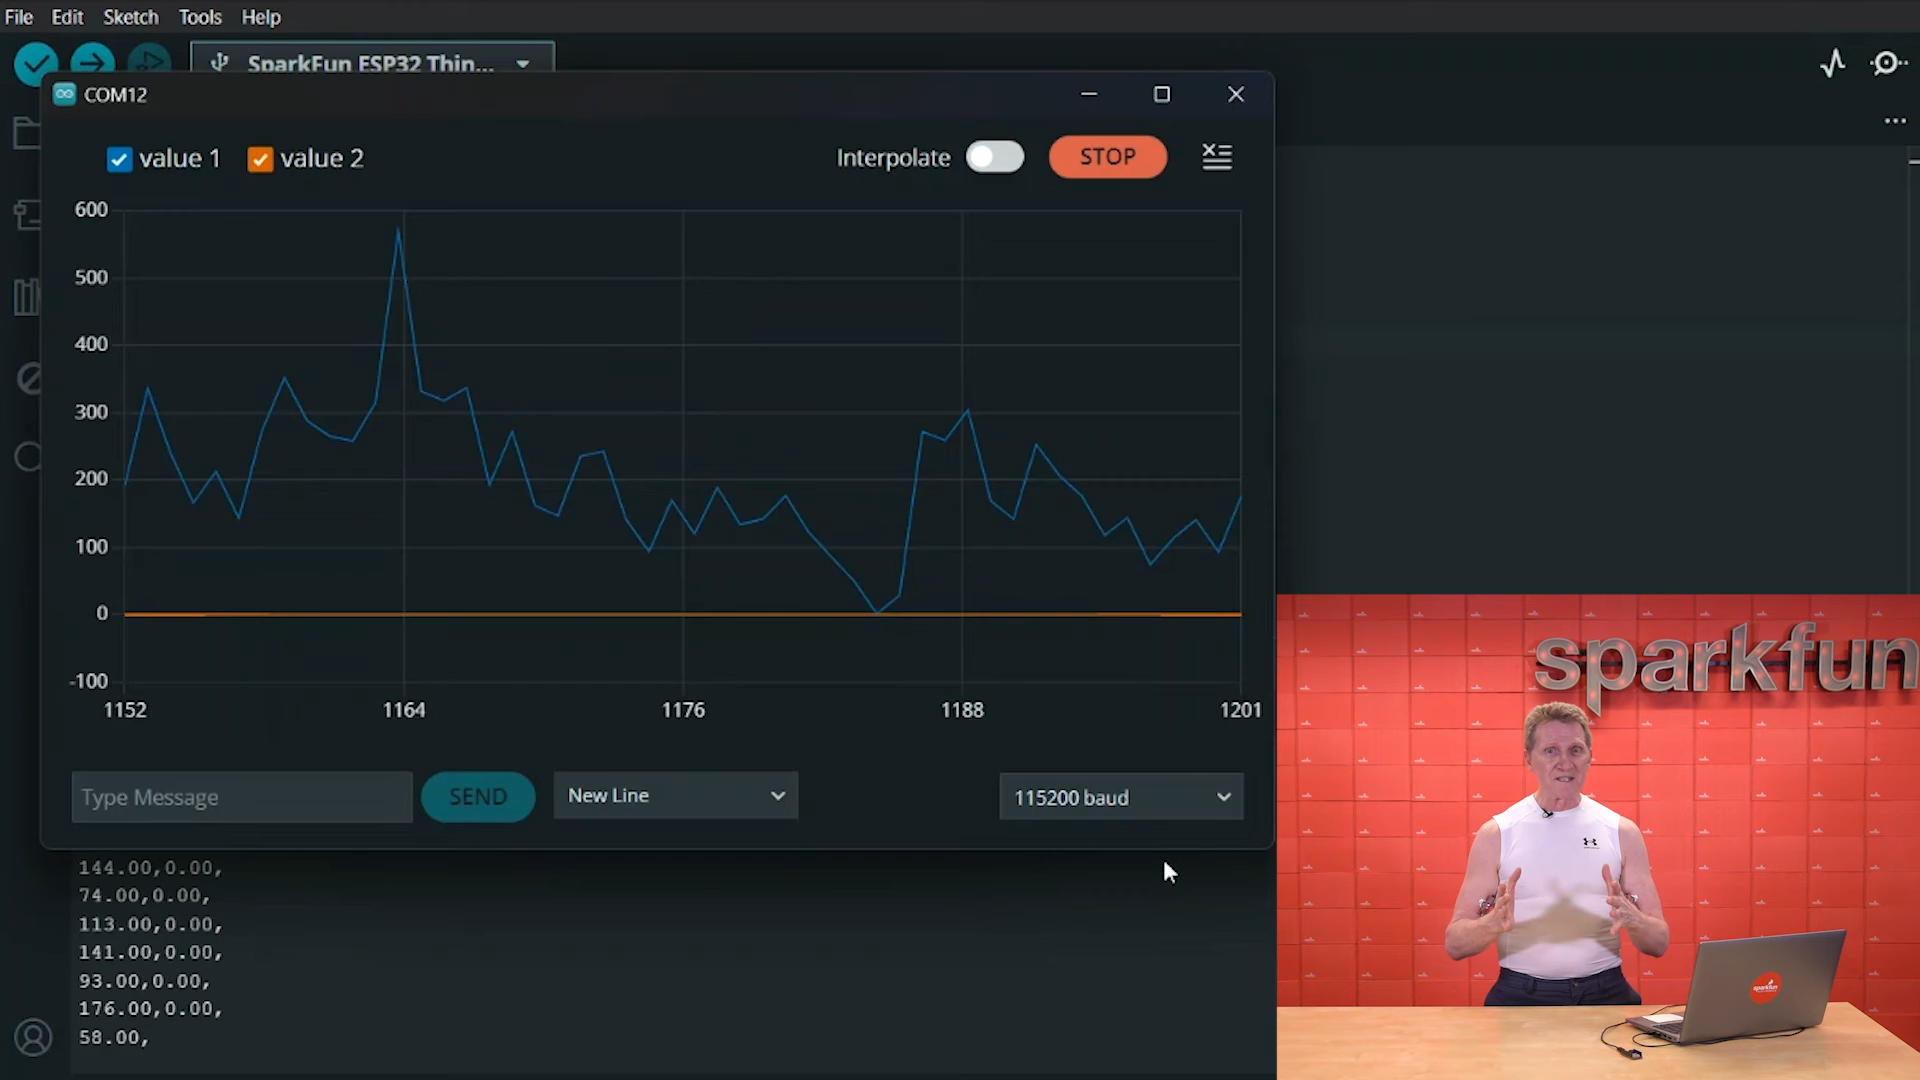 File Edit Sketch Tools Help
SparkFun ESP32 Thin...
COM12
value 1 value 2 Interpolate STOP
600
500
400
300
200
100
0
-100
1152 1164 1176 1188 1201
Type Message SEND New Line 115200 baud
144.00,0.00,
74.00,0.00,
113.00,0.00,
141.00,0.00,
93.00,0.00,
176.00,0.00,
58.00,
sparkfun
sparkfun